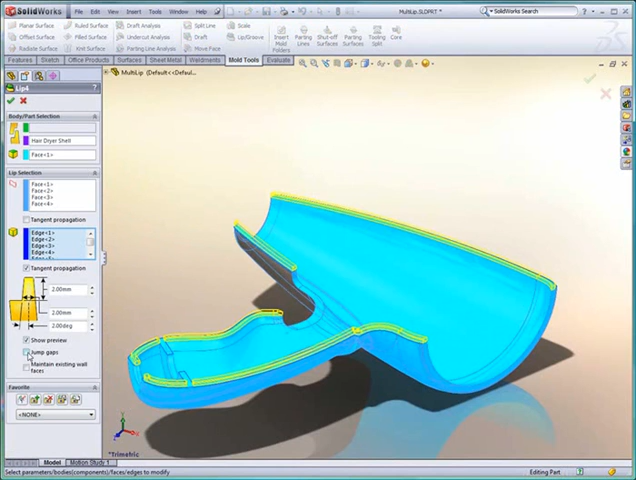 SolidWorks
File Edit View Insert Tools Window Help
MultiLip.SLDPRT *
SolidWorks Search
Planar Surface
Offset Surface
Radiate Surface
Ruled Surface
Filled Surface
Knit Surface
Draft Analysis
Undercut Analysis
Parting Line Analysis
Split Line
Draft
Move Face
Scale
Lip/Groove
Insert Mold Folders
Parting Lines
Shut-off Surfaces
Parting Surfaces
Tooling Split
Core
Features Sketch Office Products Surfaces Sheet Metal Weldments Mold Tools Evaluate
MultiLip (Default<<Defaul...
Lip4
Body/Part Selection
Hair Dryer Shell
Face<1>
Lip Selection
Face<1>
Face<2>
Face<3>
Face<4>
Tangent propagation
Edge<1>
Edge<2>
Edge<3>
Edge<4>
Tangent propagation
2.00mm
2.00mm
2.00deg
Show preview
Jump gaps
Maintain existing wall
faces
Favorite
<NONE>
*Trimetric
Model Motion Study 1
Select parameters/bodies(components)/faces/edges to modify
Editing Part